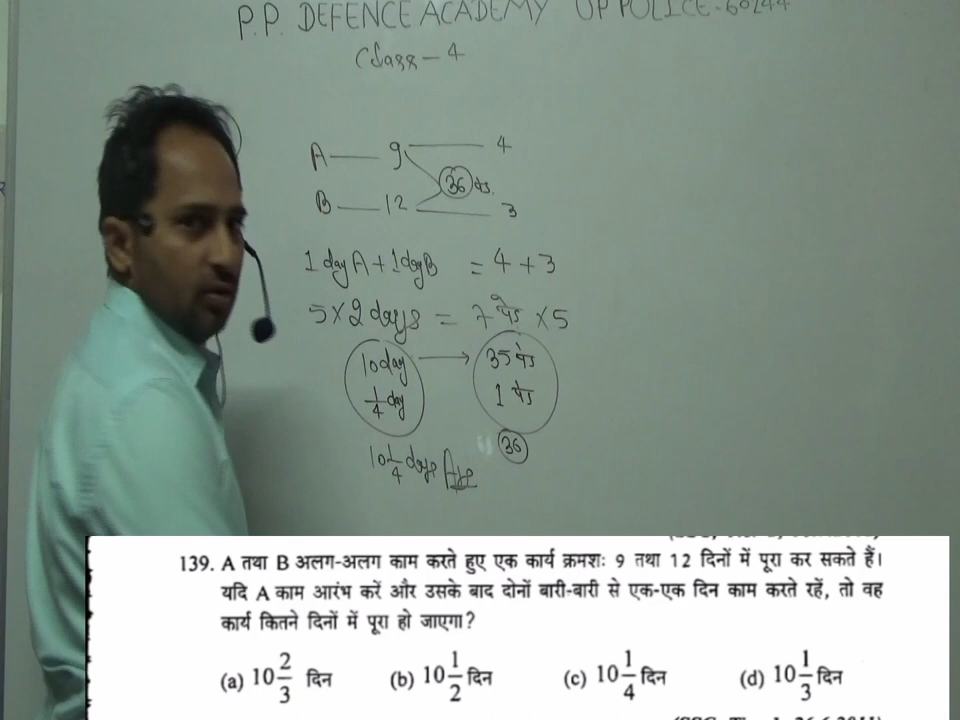 P.P. DEFENCE ACADEMY UP POLICE-60244
Class-4
A — 9 — 4
36 पेज
B — 12 — 3
1 day A + 1 day B = 4 + 3
5 × 2 days = 7 पेज × 5
10 day → 35 पेज
1/4 day 1 पेज
36
10 1/4 days Ans
139. A तथा B अलग-अलग काम करते हुए एक कार्य क्रमशः 9 तथा 12 दिनों में पूरा कर सकते हैं।
यदि A काम आरंभ करें और उसके बाद दोनों बारी-बारी से एक-एक दिन काम करते रहें, तो वह
कार्य कितने दिनों में पूरा हो जाएगा?
(a) 10 2/3 दिन (b) 10 1/2 दिन (c) 10 1/4 दिन (d) 10 1/3 दिन